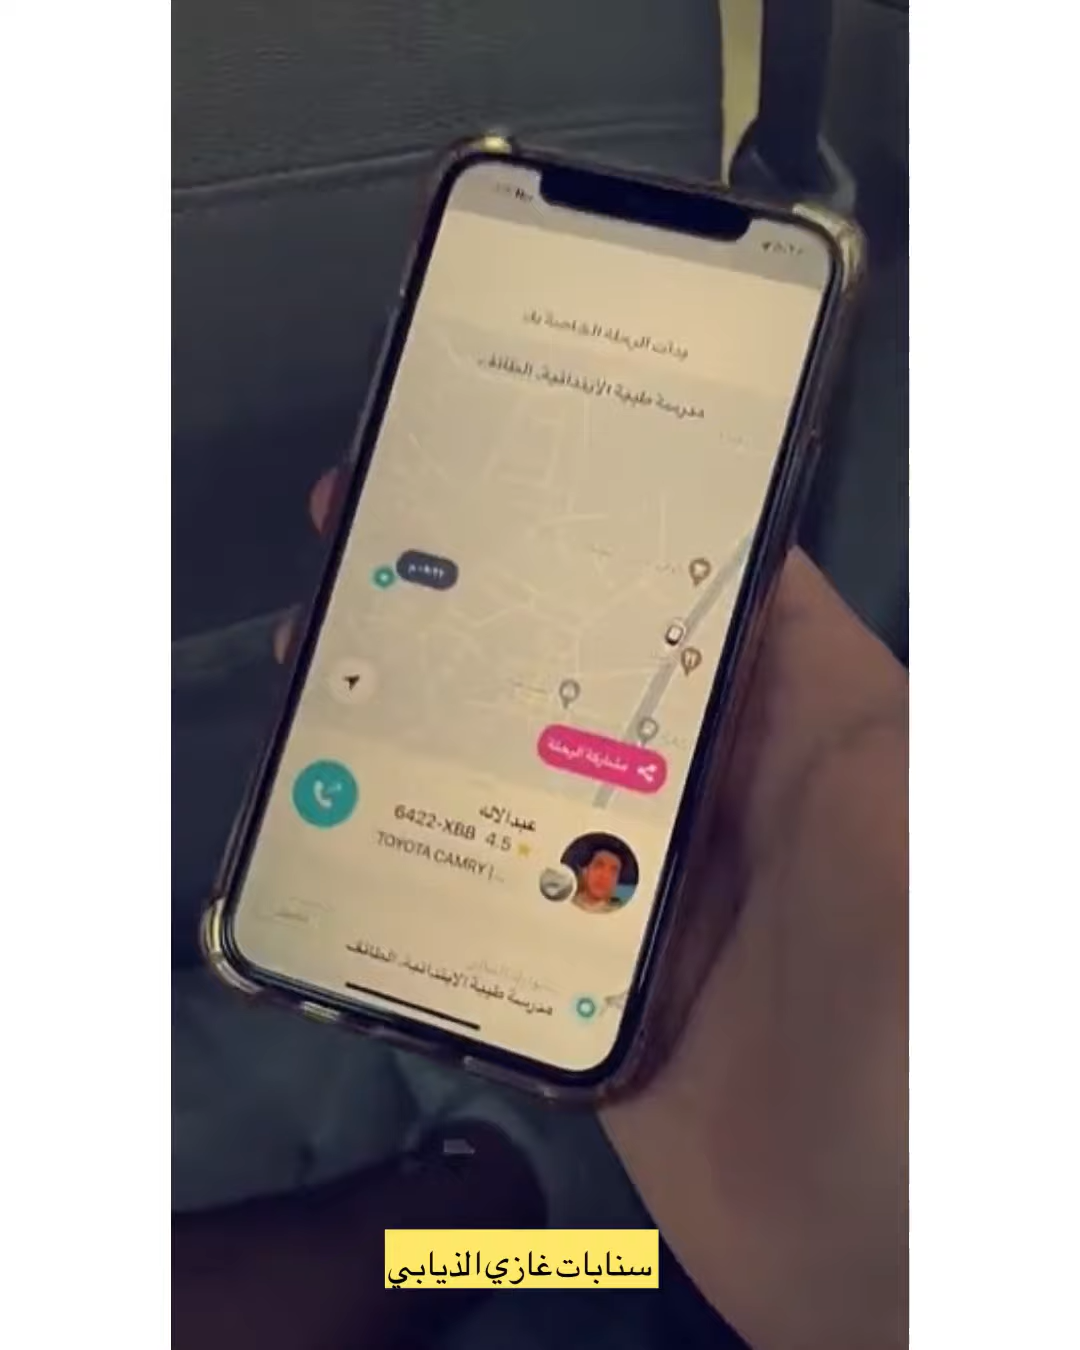 بدأت الرحلة الخاصة بك
مدرسة طيبة الابتدائية، الطائف
مشاركة الرحلة
عبدالاله
6422-XBB 4.5
TOYOTA CAMRY | ...
مدرسة طيبة الابتدائية، الطائف
سنابات غازي الذيابي